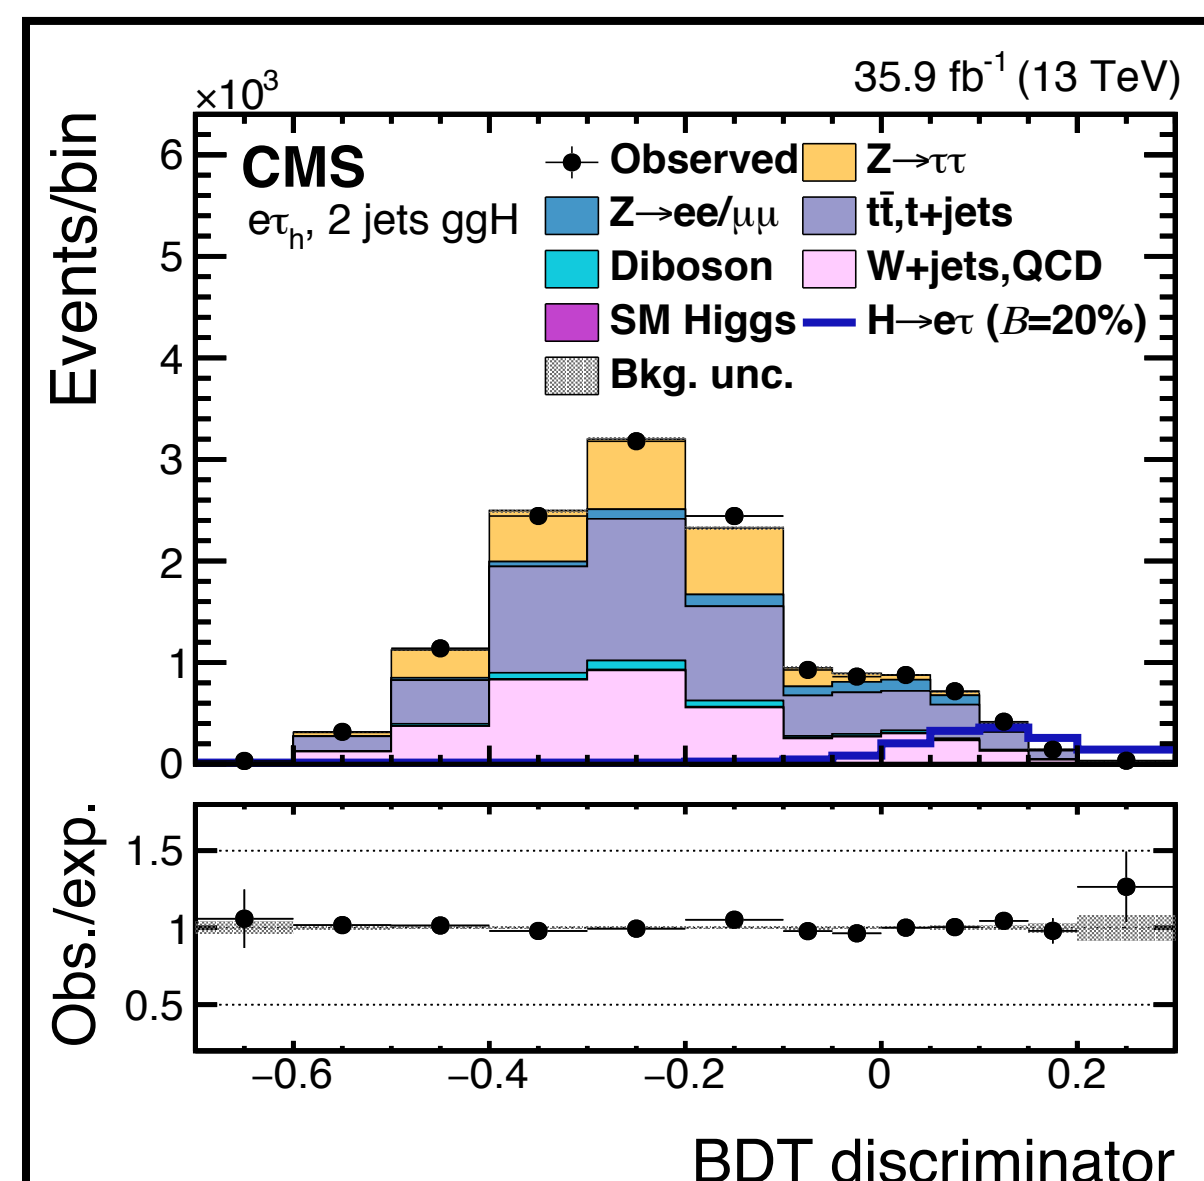 35.9 fb⁻¹ (13 TeV)
×10³
Events/bin
6
5
4
3
2
1
0
CMS
eτₕ, 2 jets ggH
Observed
Z→ττ
Z→ee/μμ
tt̄,t+jets
Diboson
W+jets,QCD
SM Higgs
H→eτ (B=20%)
Bkg. unc.
Obs./exp.
1.5
1
0.5
−0.6 −0.4 −0.2 0 0.2
BDT discriminator